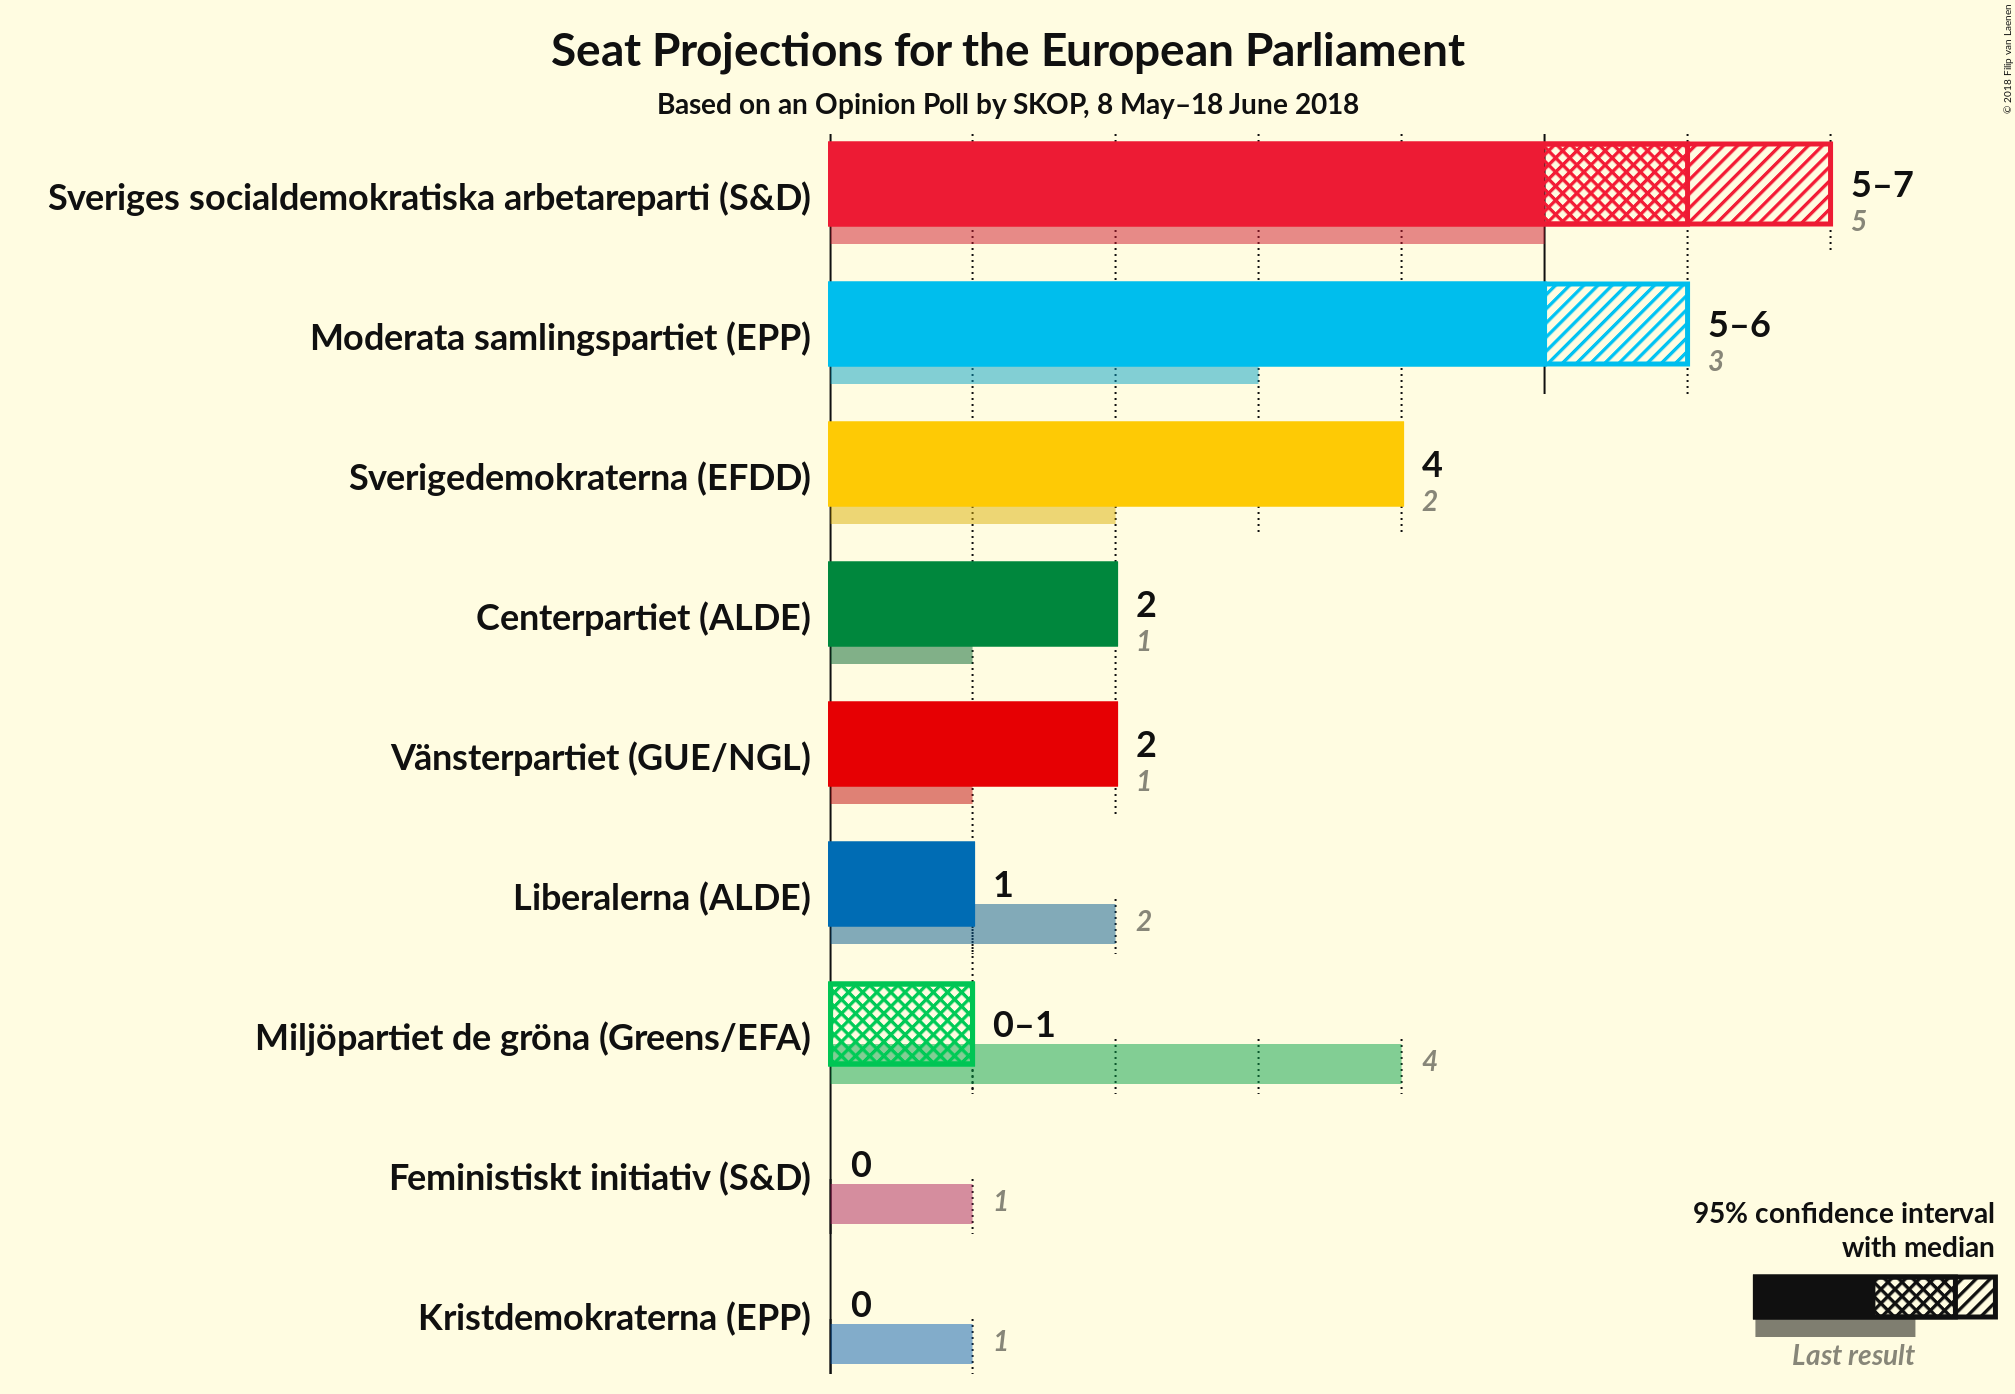 Seat Projections for the European Parliament
Based on an Opinion Poll by SKOP, 8 May–18 June 2018
© 2018 Filip van Laenen
Sveriges socialdemokratiska arbetareparti (S&D)
5–7
5
Moderata samlingspartiet (EPP)
5–6
3
Sverigedemokraterna (EFDD)
4
2
Centerpartiet (ALDE)
2
1
Vänsterpartiet (GUE/NGL)
2
1
Liberalerna (ALDE)
1
2
Miljöpartiet de gröna (Greens/EFA)
0–1
4
Feministiskt initiativ (S&D)
0
1
Kristdemokraterna (EPP)
0
1
95% confidence interval
with median
Last result